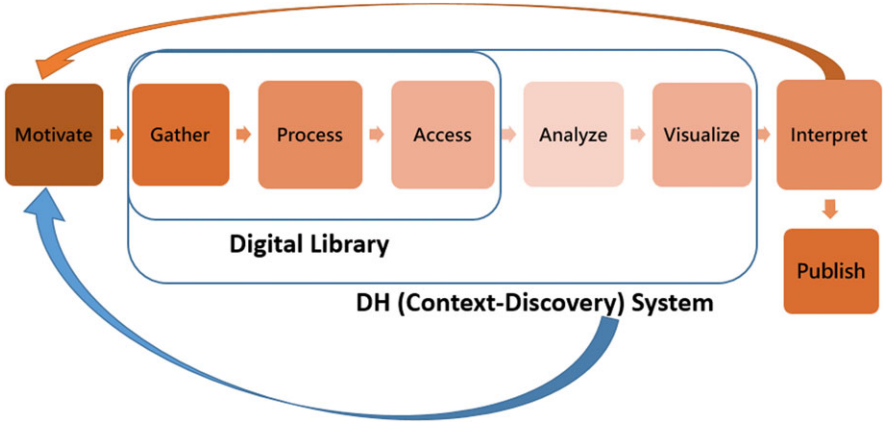 Motivate
Gather
Process
Access
Analyze
Visualize
Interpret
Digital Library
Publish
DH (Context-Discovery) System